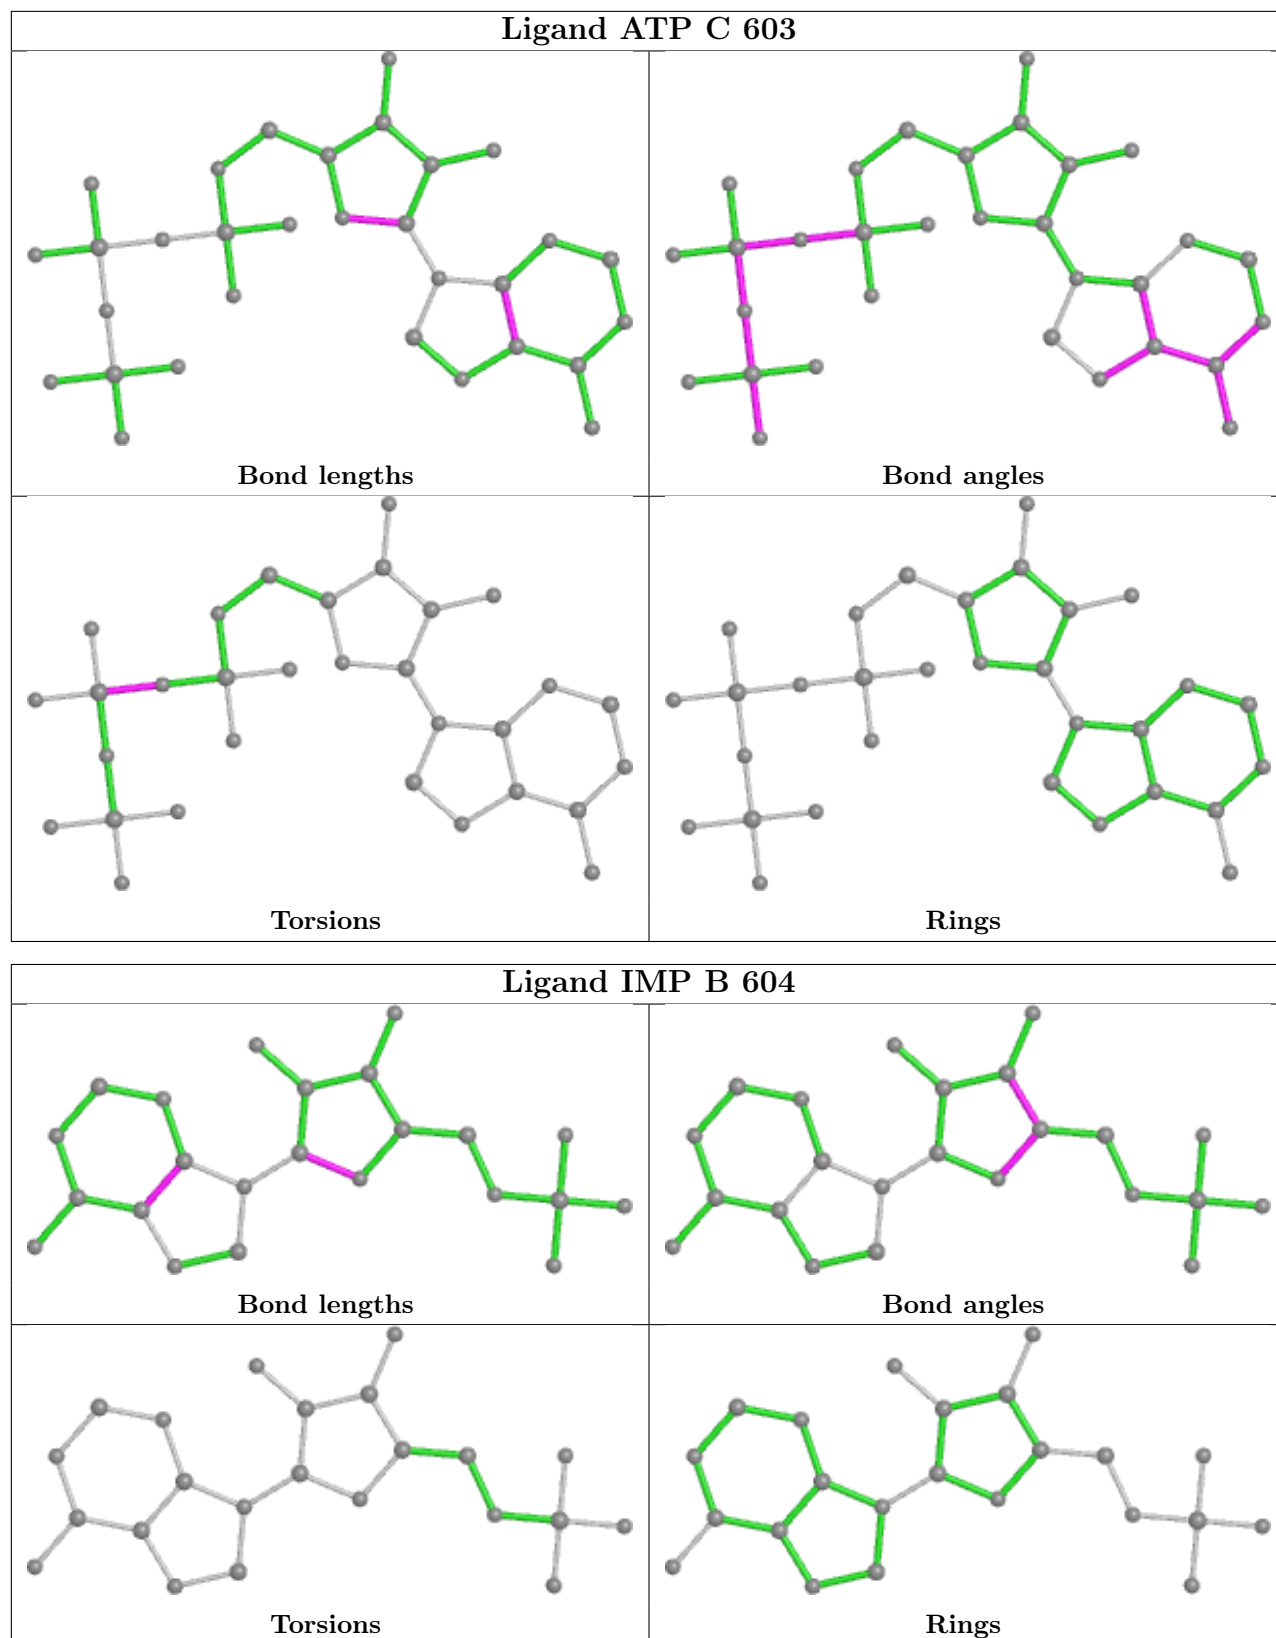 Ligand ATP C 603
Bond lengths
Bond angles
Torsions
Rings
Ligand IMP B 604
Bond lengths
Bond angles
Torsions
Rings